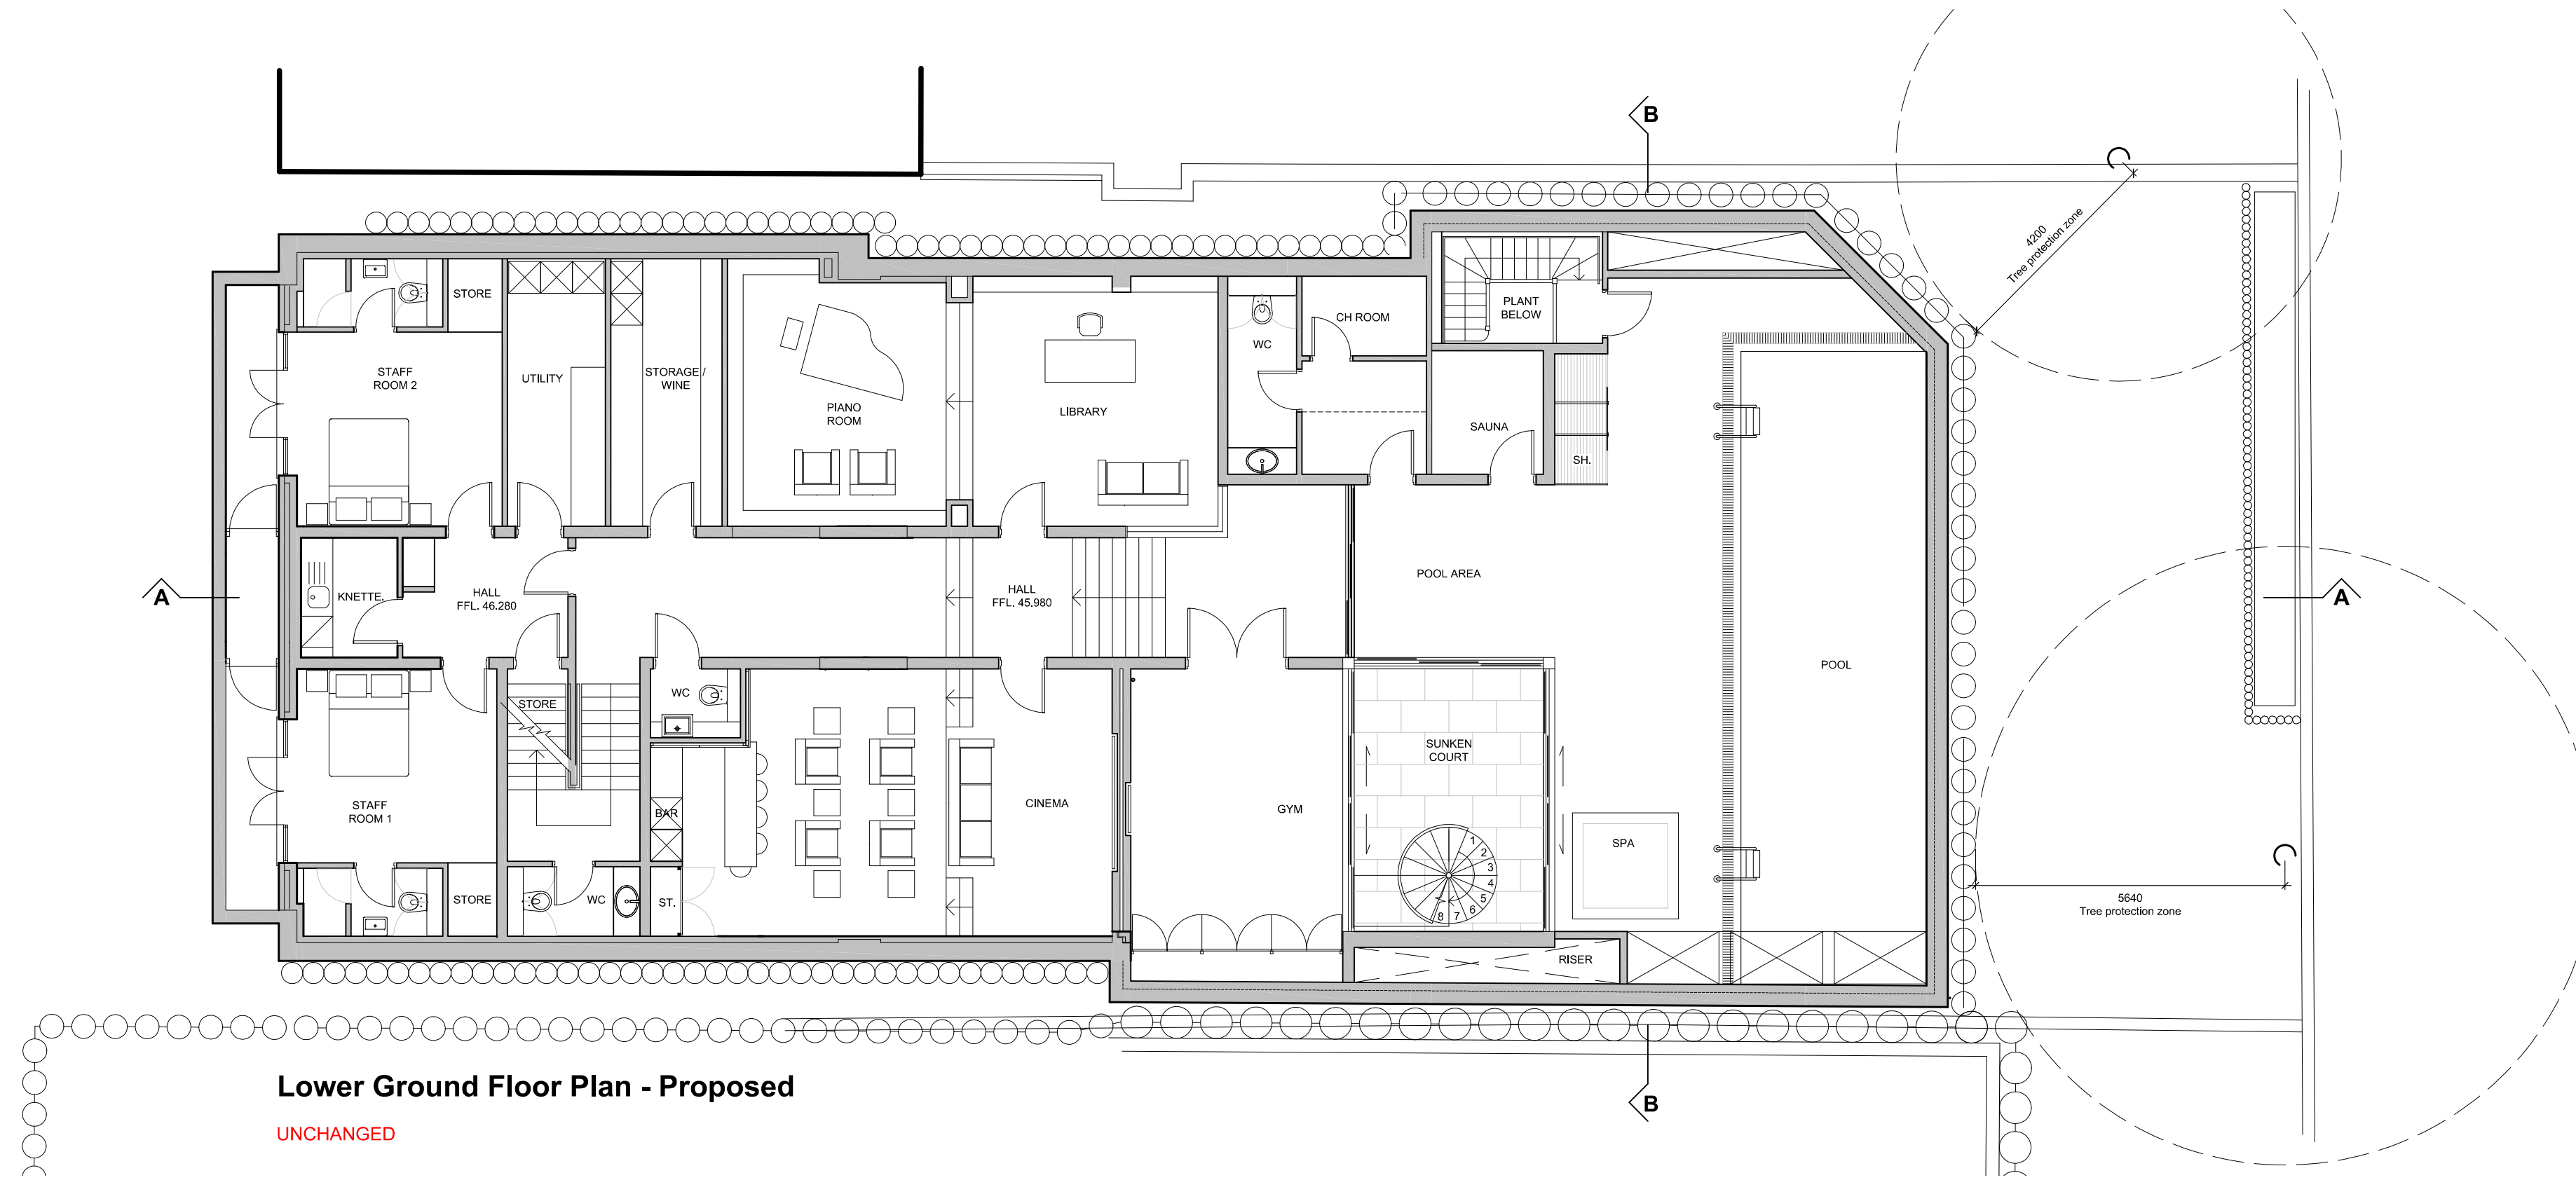 B
4200
Tree protection zone
STORE
PLANT
BELOW
CH ROOM
WC
STAFF
ROOM 2
UTILITY
STORAGE /
WINE
PIANO
ROOM
LIBRARY
SAUNA
SH.
A
KNETTE.
HALL
FFL. 46.280
HALL
FFL. 45.980
POOL AREA
A
POOL
STORE
WC
SUNKEN
COURT
STAFF
ROOM 1
BAR
CINEMA
GYM
SPA
1
2
3
4
5
6
7
8
STORE
WC
ST.
5640
Tree protection zone
RISER
Lower Ground Floor Plan - Proposed
B
UNCHANGED